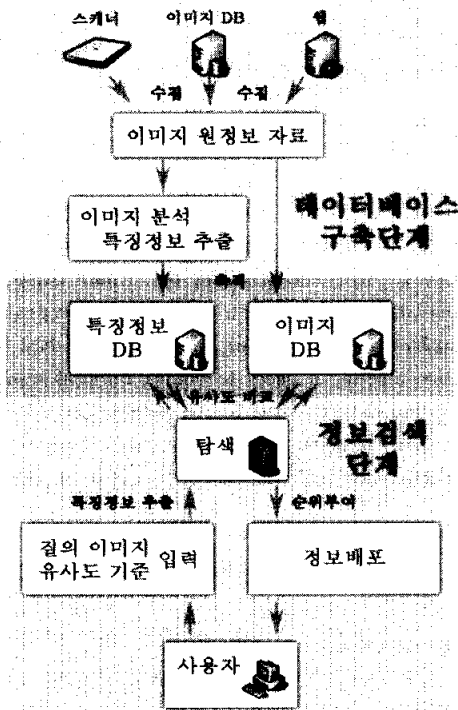 스캐너 이미지 DB 웹
수집 수집
이미지 원정보 자료
이미지 분석
특징정보 추출
데이터베이스
구축단계
특징정보
DB
이미지
DB
유사도 비교
탐색
정보검색
단계
특징정보 추출
순위부여
질의 이미지
유사도 기준
입력
정보배포
사용자